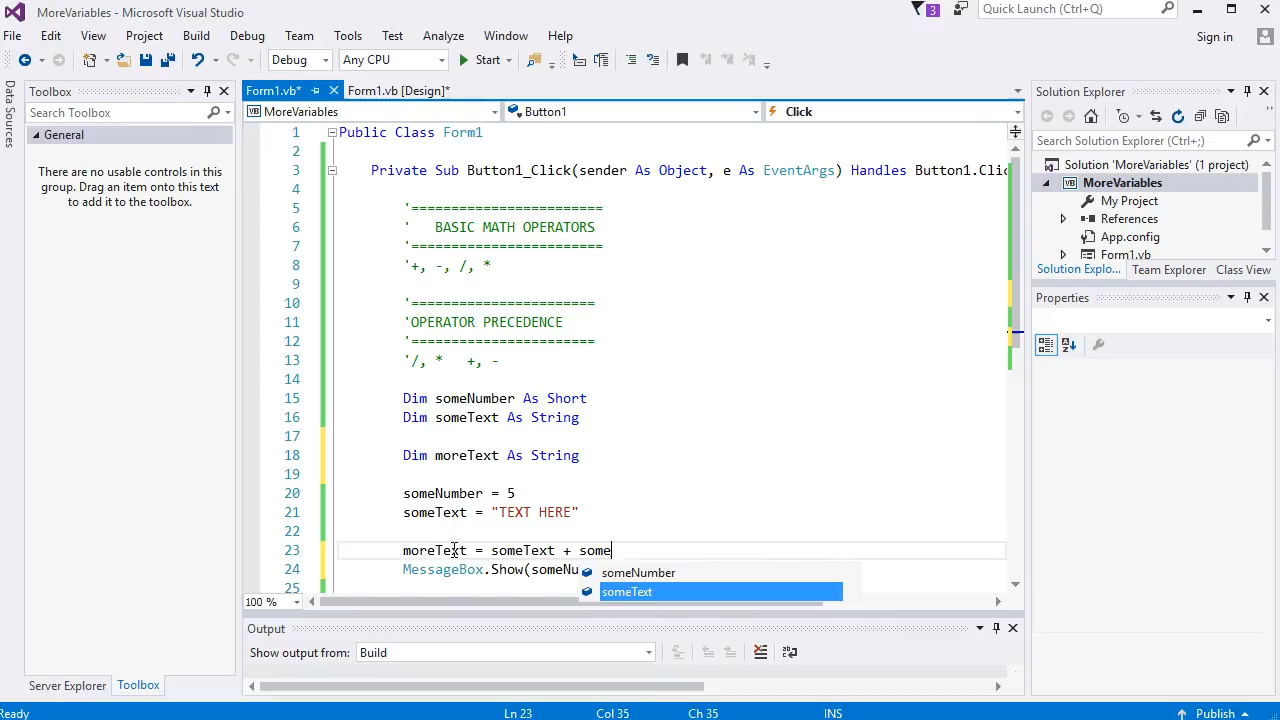 MoreVariables - Microsoft Visual Studio
3
Quick Launch (Ctrl+Q)
File Edit View Project Build Debug Team Tools Test Analyze Window Help
Sign in
Debug Any CPU Start
Data Sources
Toolbox
Search Toolbox
General
There are no usable controls in this
group. Drag an item onto this text
to add it to the toolbox.
Server Explorer Toolbox
Form1.vb* Form1.vb [Design]*
MoreVariables Button1 Click
1 Public Class Form1
2
3 Private Sub Button1_Click(sender As Object, e As EventArgs) Handles Button1.Clic
4
5 '========================
6 ' BASIC MATH OPERATORS
7 '========================
8 '+, -, /, *
9
10 '=======================
11 'OPERATOR PRECEDENCE
12 '=======================
13 '/, * +, -
14
15 Dim someNumber As Short
16 Dim someText As String
17
18 Dim moreText As String
19
20 someNumber = 5
21 someText = "TEXT HERE"
22
23 moreText = someText + some
24 MessageBox.Show(someNu
25
someNumber
someText
100 %
Output
Show output from: Build
Solution Explorer
Search Solution Explorer (Ctrl+;)
Solution 'MoreVariables' (1 project)
MoreVariables
My Project
References
App.config
Form1.vb
Solution Explo... Team Explorer Class View
Properties
Ready Ln 23 Col 35 Ch 35 INS Publish